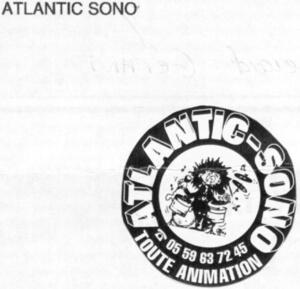 ATLANTIC SONO
ATLANTIC-SONO
☎ 05 59 63 72 45
TOUTE ANIMATION